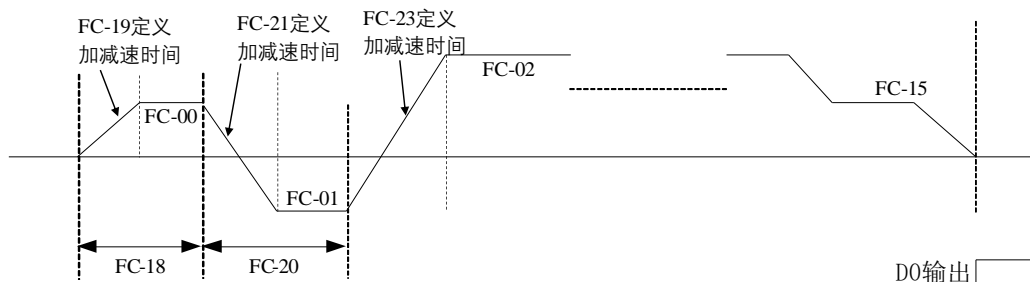 FC-19定义
加减速时间
FC-21定义
加减速时间
FC-23定义
加减速时间
FC-00
FC-02
FC-15
FC-01
FC-18
FC-20
DO输出